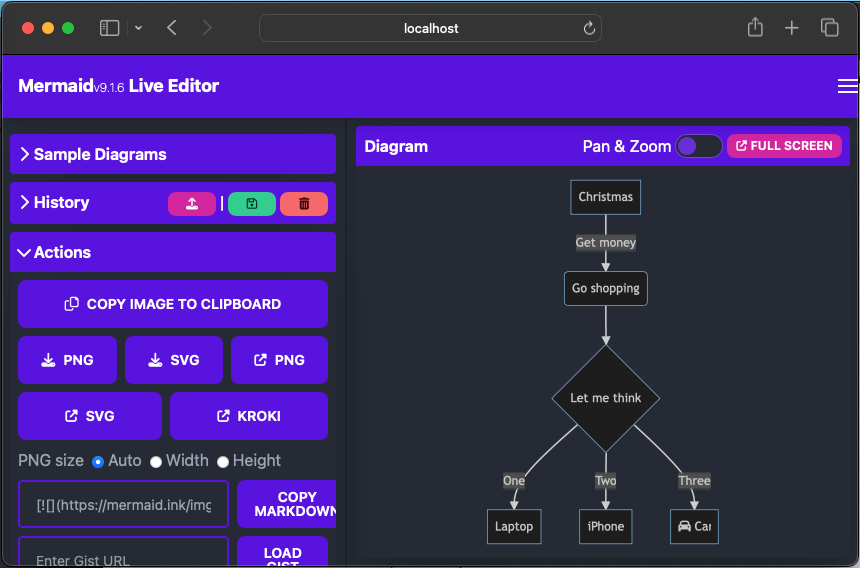 localhost
Mermaidv9.1.6 Live Editor
Sample Diagrams
History
|
Actions
COPY IMAGE TO CLIPBOARD
PNG
SVG
PNG
SVG
KROKI
PNG size Auto Width Height
[![](https://mermaid.ink/img
COPY
MARKDOWN
Enter Gist URL
LOAD
GIST
Diagram
Pan & Zoom
FULL SCREEN
Christmas
Get money
Go shopping
Let me think
One
Two
Three
Laptop
iPhone
Car